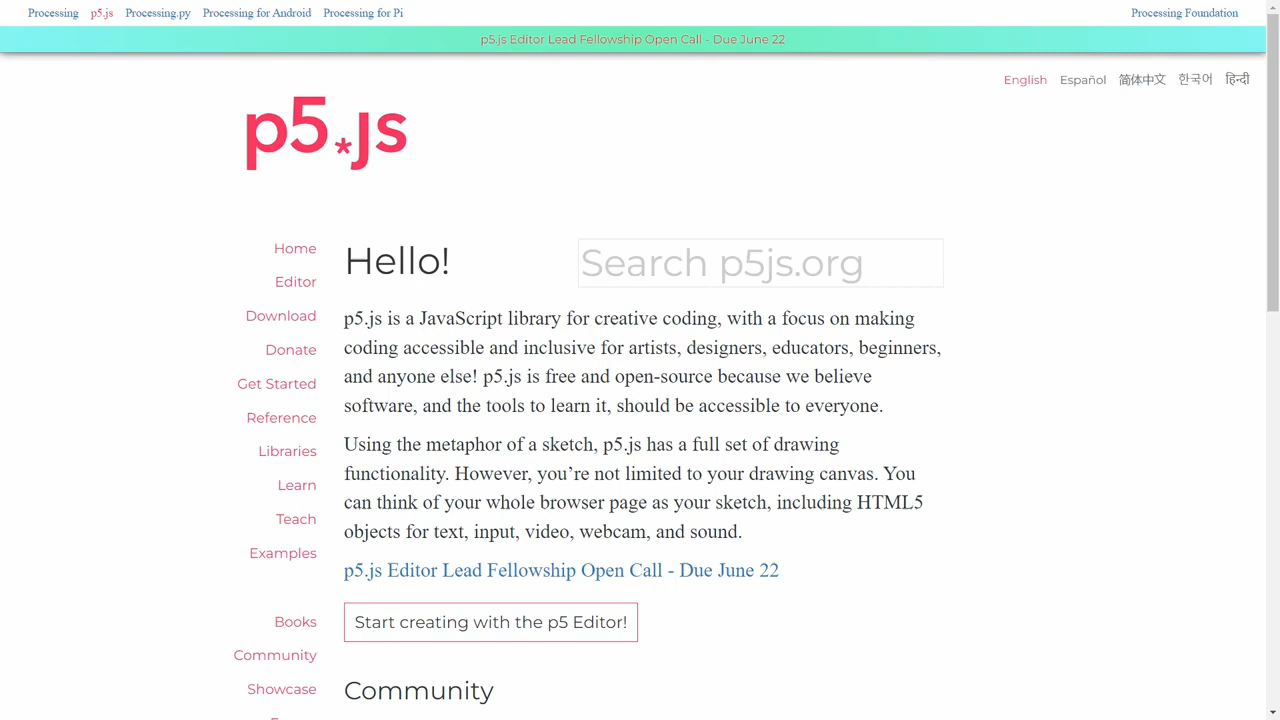 Processing p5.js Processing.py Processing for Android Processing for Pi Processing Foundation
p5.js Editor Lead Fellowship Open Call - Due June 22
English Español 简体中文 한국어 हिन्दी
p5.*js
Home
Editor
Download
Donate
Get Started
Reference
Libraries
Learn
Teach
Examples
Books
Community
Showcase
Hello!
Search p5js.org
p5.js is a JavaScript library for creative coding, with a focus on making
coding accessible and inclusive for artists, designers, educators, beginners,
and anyone else! p5.js is free and open-source because we believe
software, and the tools to learn it, should be accessible to everyone.
Using the metaphor of a sketch, p5.js has a full set of drawing
functionality. However, you’re not limited to your drawing canvas. You
can think of your whole browser page as your sketch, including HTML5
objects for text, input, video, webcam, and sound.
p5.js Editor Lead Fellowship Open Call - Due June 22
Start creating with the p5 Editor!
Community